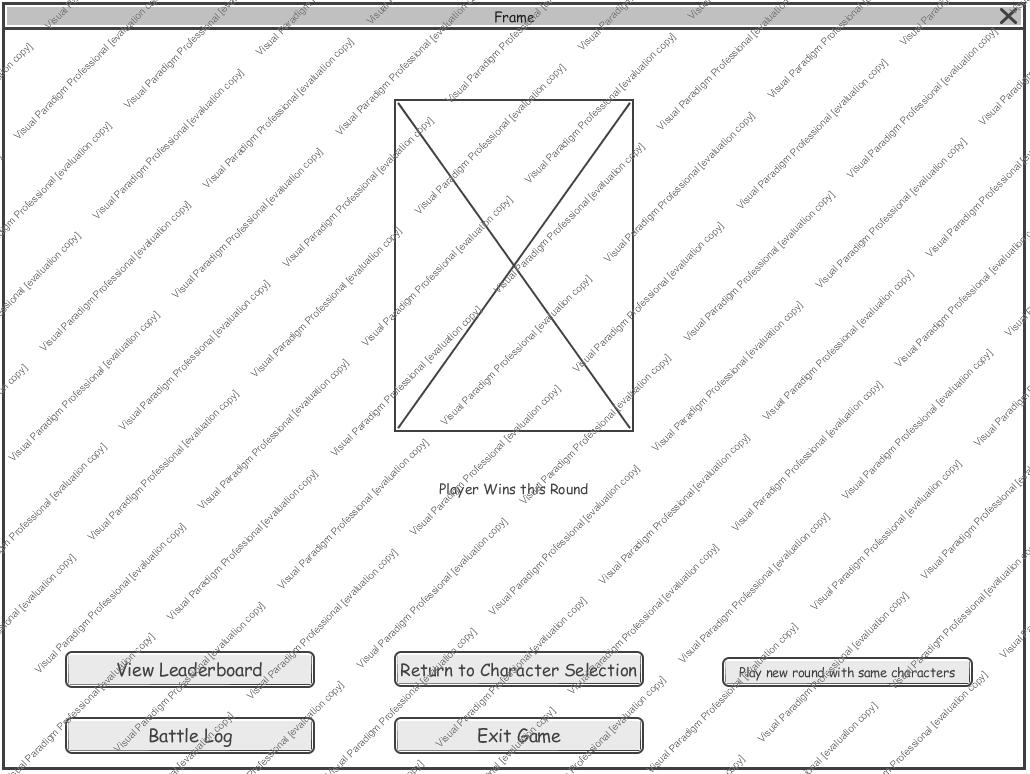 Frame
Player Wins this Round
View Leaderboard
Return to Character Selection
Play new round with same characters
Battle Log
Exit Game
Visual Paradigm Professional [evaluation copy]